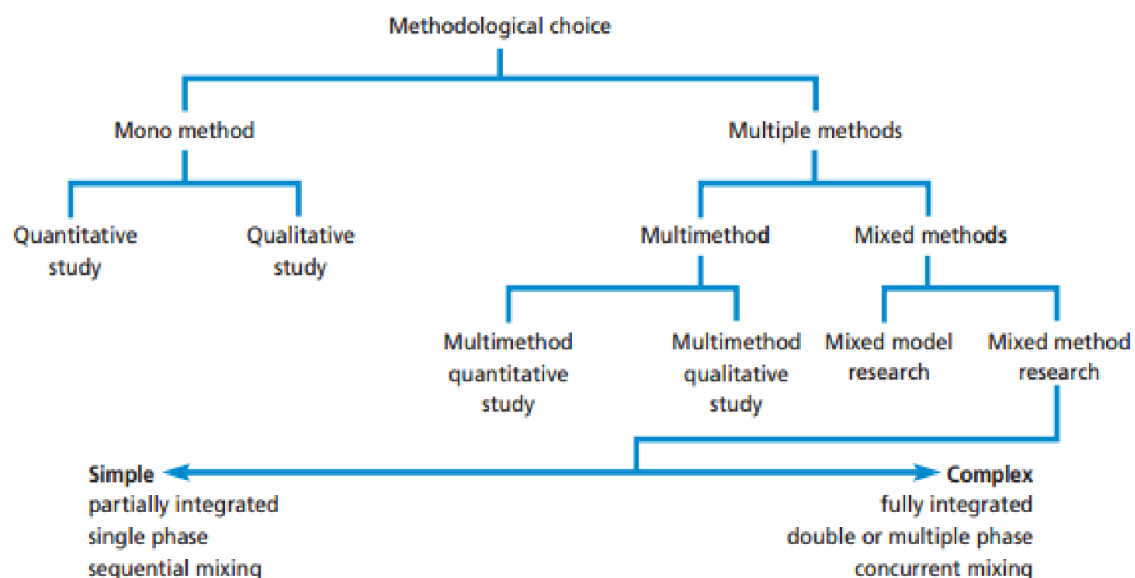 Methodological choice
Mono method
Multiple methods
Quantitative
study
Qualitative
study
Multimethod
Mixed methods
Multimethod
quantitative
study
Multimethod
qualitative
study
Mixed model
research
Mixed method
research
Simple
partially integrated
single phase
sequential mixing
Complex
fully integrated
double or multiple phase
concurrent mixing